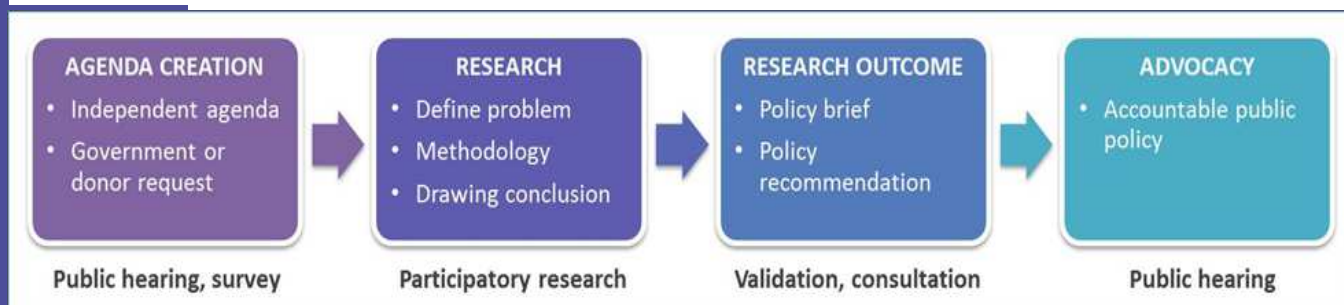 AGENDA CREATION
• Independent agenda
• Government or
donor request
Public hearing, survey
RESEARCH
• Define problem
• Methodology
• Drawing conclusion
Participatory research
RESEARCH OUTCOME
• Policy brief
• Policy
recommendation
Validation, consultation
ADVOCACY
• Accountable public
policy
Public hearing